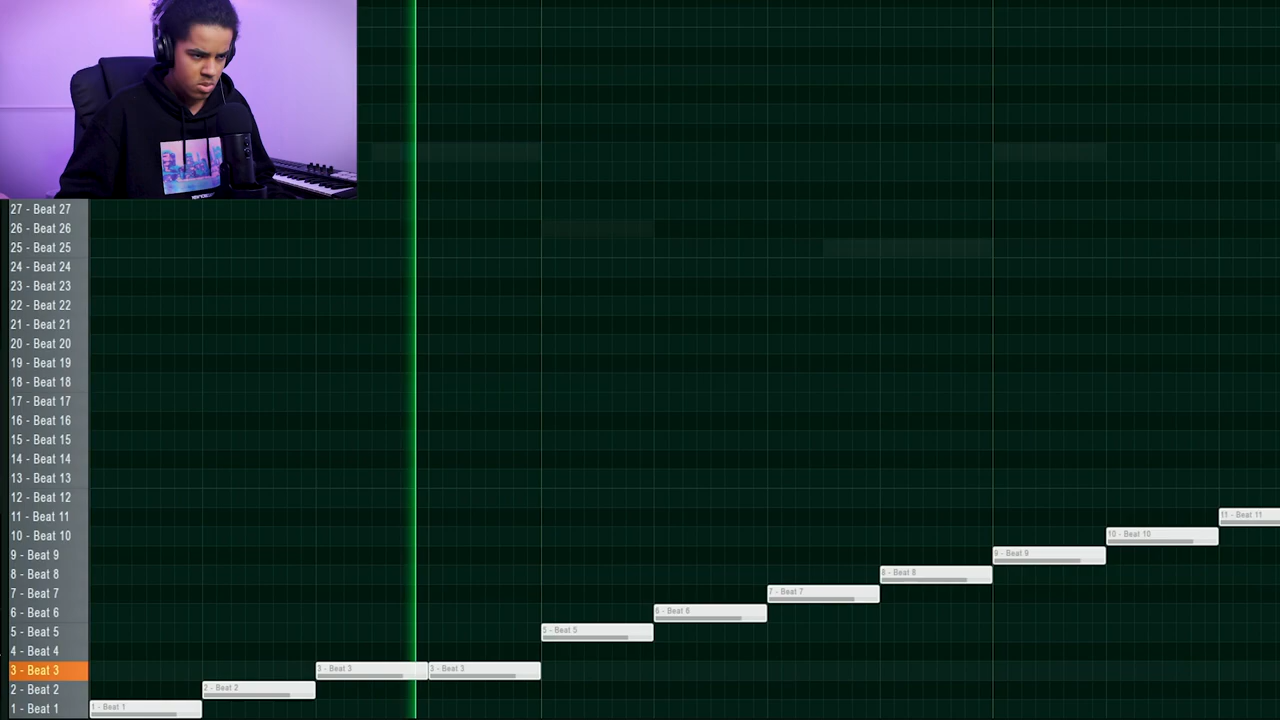 27 - Beat 27
26 - Beat 26
25 - Beat 25
24 - Beat 24
23 - Beat 23
22 - Beat 22
21 - Beat 21
20 - Beat 20
19 - Beat 19
18 - Beat 18
17 - Beat 17
16 - Beat 16
15 - Beat 15
14 - Beat 14
13 - Beat 13
12 - Beat 12
11 - Beat 11
11 - Beat 11
10 - Beat 10
10 - Beat 10
9 - Beat 9
9 - Beat 9
8 - Beat 8
8 - Beat 8
7 - Beat 7
7 - Beat 7
6 - Beat 6
6 - Beat 6
5 - Beat 5
5 - Beat 5
4 - Beat 4
3 - Beat 3
3 - Beat 3
3 - Beat 3
2 - Beat 2
2 - Beat 2
1 - Beat 1
1 - Beat 1